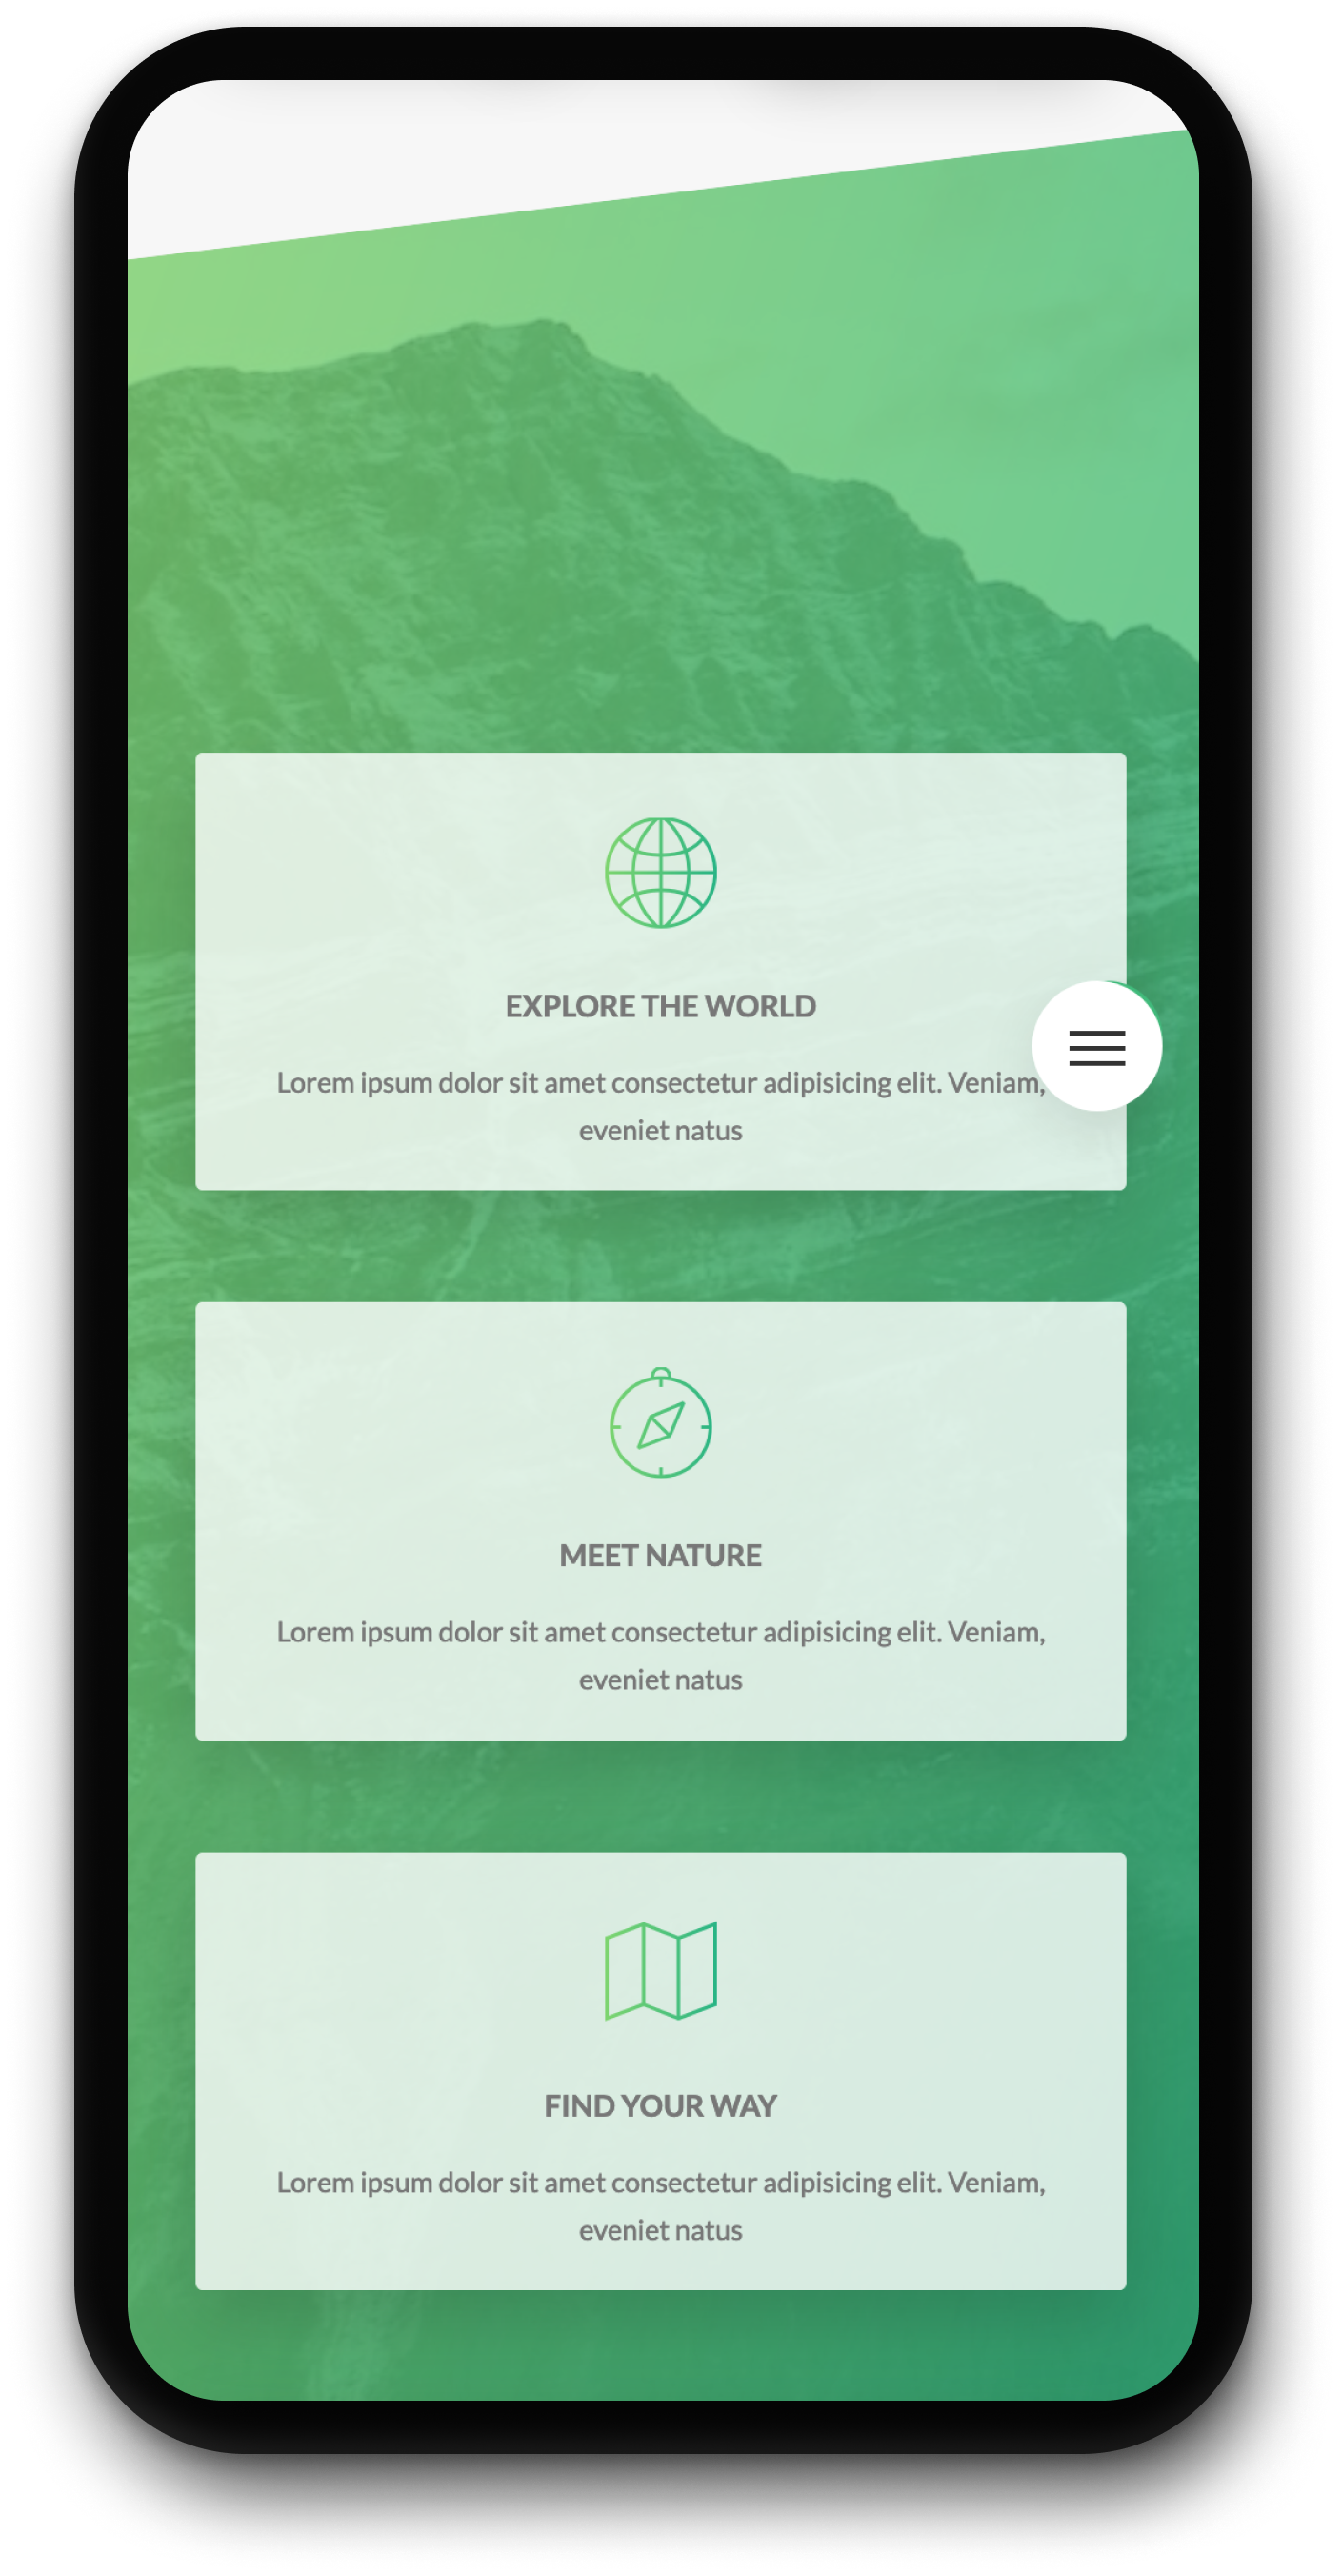 EXPLORE THE WORLD
Lorem ipsum dolor sit amet consectetur adipisicing elit. Veniam,
eveniet natus
MEET NATURE
Lorem ipsum dolor sit amet consectetur adipisicing elit. Veniam,
eveniet natus
FIND YOUR WAY
Lorem ipsum dolor sit amet consectetur adipisicing elit. Veniam,
eveniet natus